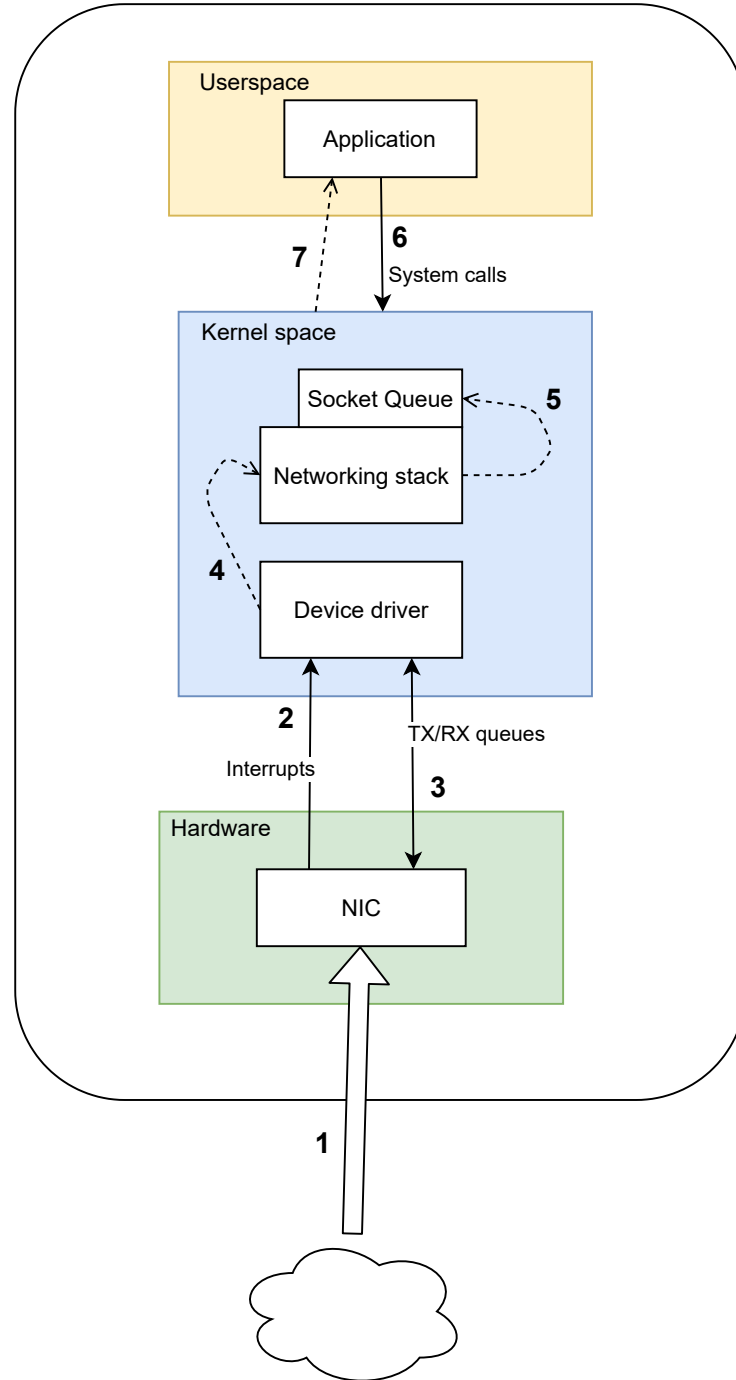 Userspace
Application
6
7
System calls
Kernel space
Socket Queue
5
Networking stack
4
Device driver
2
TX/RX queues
Interrupts
3
Hardware
NIC
1